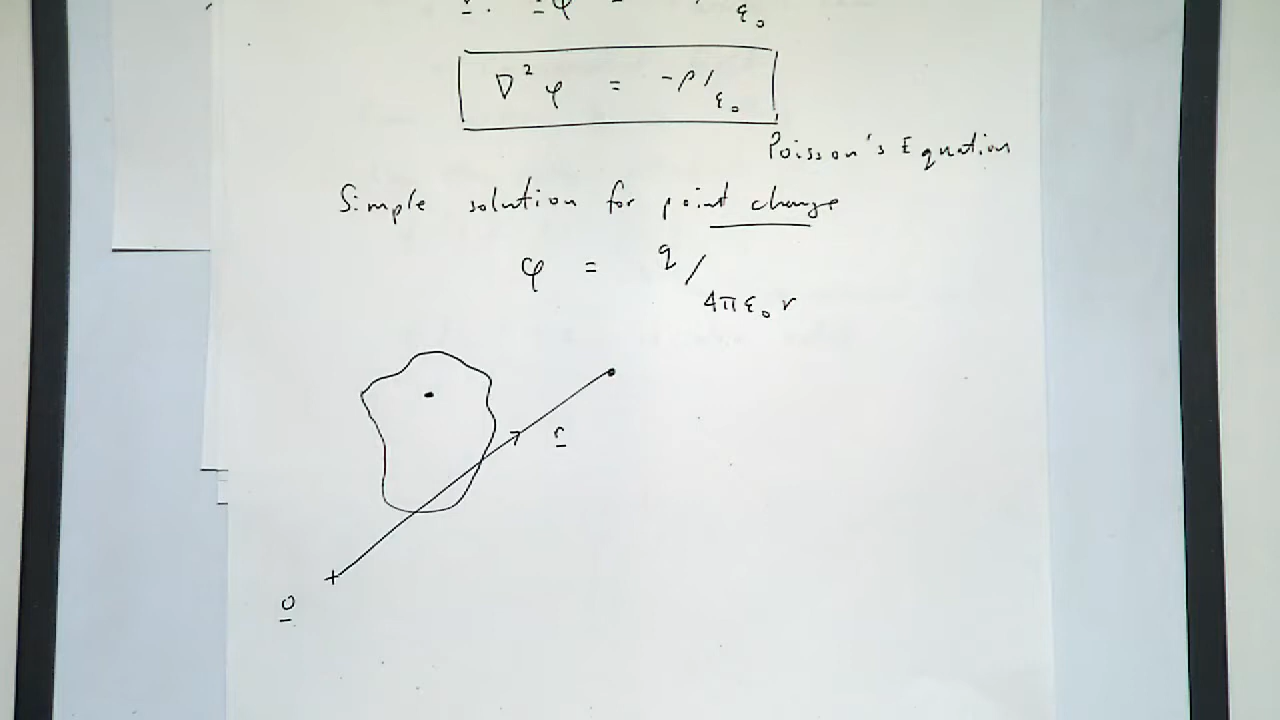 ∇²φ = -ρ/ε₀
Poisson's Equation
Simple solution for point charge
φ = q/4πε₀r
r
0